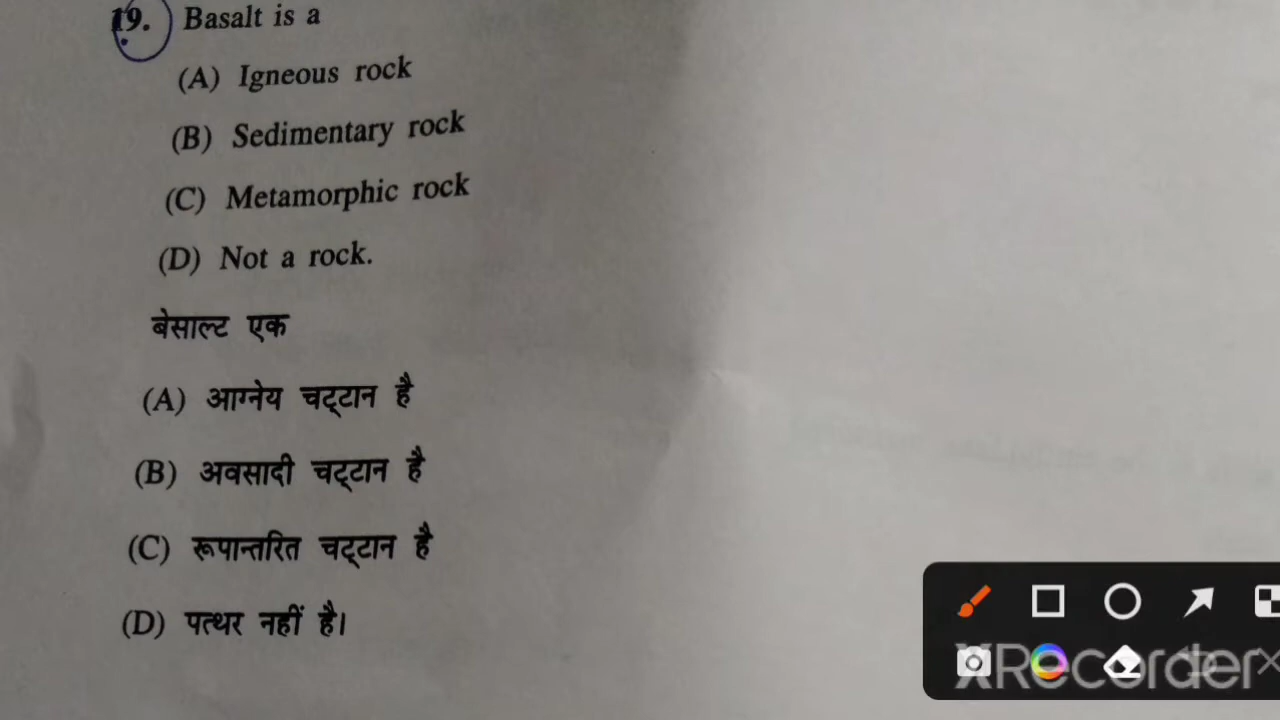 19. Basalt is a
(A) Igneous rock
(B) Sedimentary rock
(C) Metamorphic rock
(D) Not a rock.
बेसाल्ट एक
(A) आग्नेय चट्टान है
(B) अवसादी चट्टान है
(C) रूपान्तरित चट्टान है
(D) पत्थर नहीं है।
XRecorder